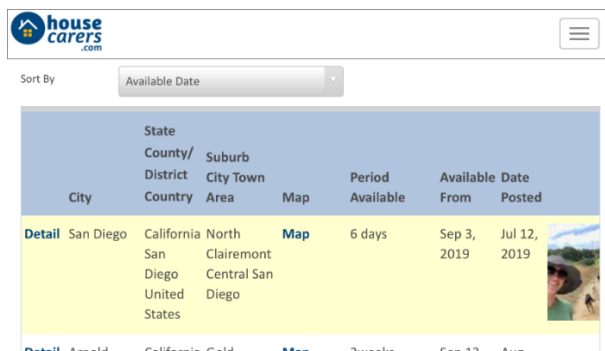 house
carers
.com
Sort By
Available Date
State
County/ Suburb
District City Town Period Available Date
City Country Area Map Available From Posted
Detail San Diego California North Map 6 days Sep 3, Jul 12,
San Clairemont 2019 2019
Diego Central San
United Diego
States